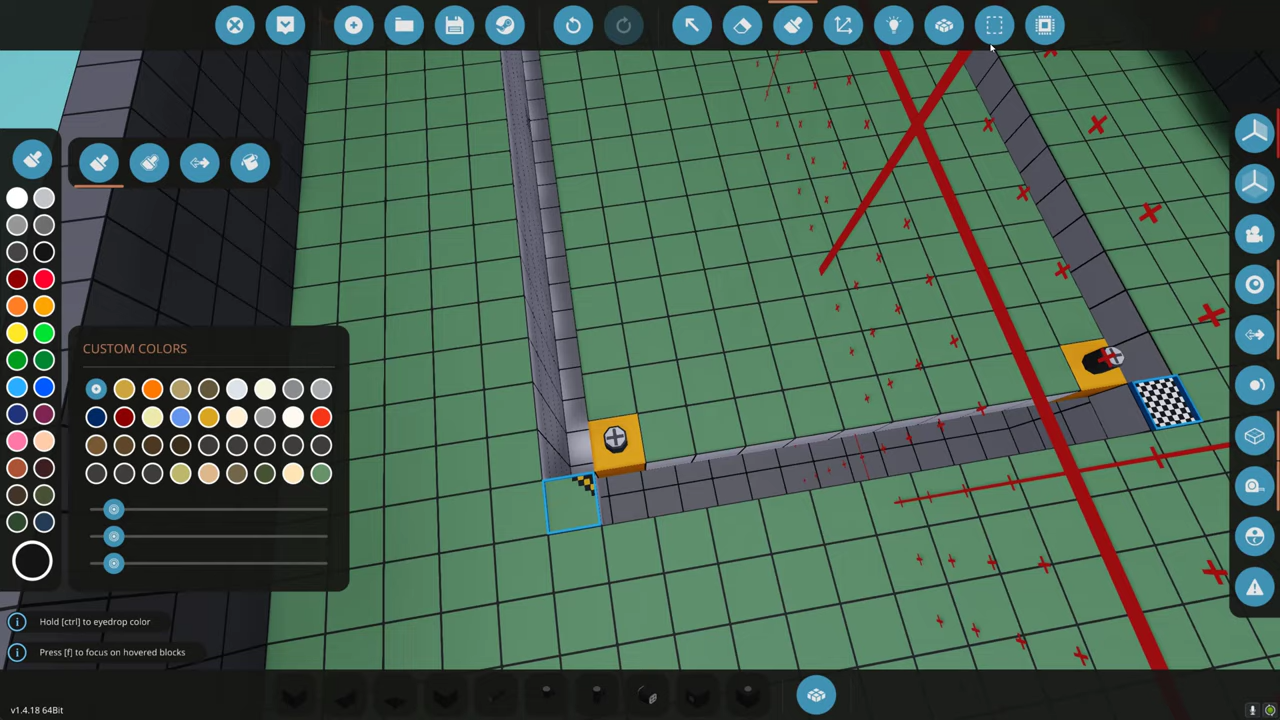 CUSTOM COLORS
Hold [ctrl] to eyedrop color
Press [f] to focus on hovered blocks
v1.4.18 64Bit